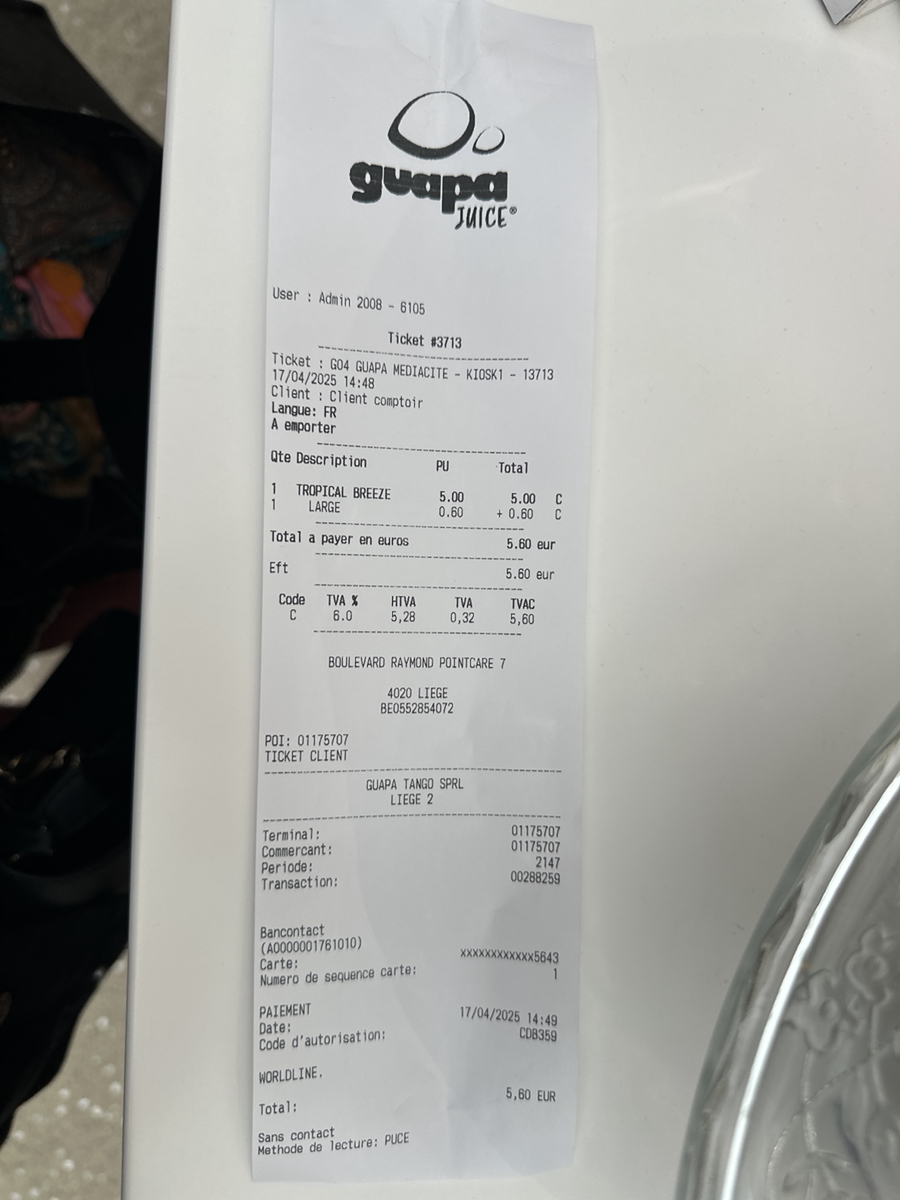 guapa
JUICE®
User : Admin 2008 - 6105
Ticket #3713
Ticket : G04 GUAPA MEDIACITE - KIOSK1 - 13713
17/04/2025 14:48
Client : Client comptoir
Langue: FR
A emporter
Qte Description PU Total
1 TROPICAL BREEZE 5.00 5.00 C
1 LARGE 0.60 + 0.60 C
Total a payer en euros 5.60 eur
Eft 5.60 eur
Code TVA % HTVA TVA TVAC
C 6.0 5,28 0,32 5,60
BOULEVARD RAYMOND POINTCARE 7
4020 LIEGE
BE0552854072
POI: 01175707
TICKET CLIENT
GUAPA TANGO SPRL
LIEGE 2
Terminal: 01175707
Commercant: 01175707
Periode: 2147
Transaction: 00288259
Bancontact
(A0000001761010)
Carte: xxxxxxxxxxxx5643
Numero de sequence carte: 1
PAIEMENT
Date: 17/04/2025 14:49
Code d'autorisation: CDB359
WORLDLINE.
Total: 5,60 EUR
Sans contact
Methode de lecture: PUCE